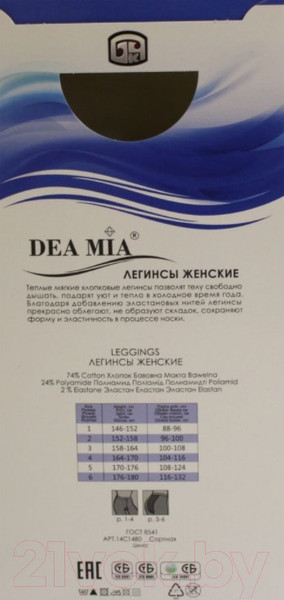 DEA MIA®
ЛЕГИНСЫ ЖЕНСКИЕ
Теплые мягкие хлопковые легинсы позволят телу свободно
дышать, подарят уют и тепло в холодное время года.
Благодаря добавлению эластановых нитей легинсы
прекрасно облегают, не образуют складок, сохраняют
форму и эластичность в процессе носки.
LEGGINGS
ЛЕГИНСЫ ЖЕНСКИЕ
74% Cotton Хлопок Бавовна Мақта Bawełna
24% Polyamide Полиамид Поліамід Полиамидті Poliamid
2 % Elastane Эластан Еластан Эластан Elastan
1 146-152 88-96
2 152-158 96-100
3 158-164 100-108
4 164-170 104-116
5 170-176 108-124
6 176-180 116-132
р. 1-4 р. 5-6
ГОСТ 8541
АРТ.14С1480 Сортная
EAC
21vek.by